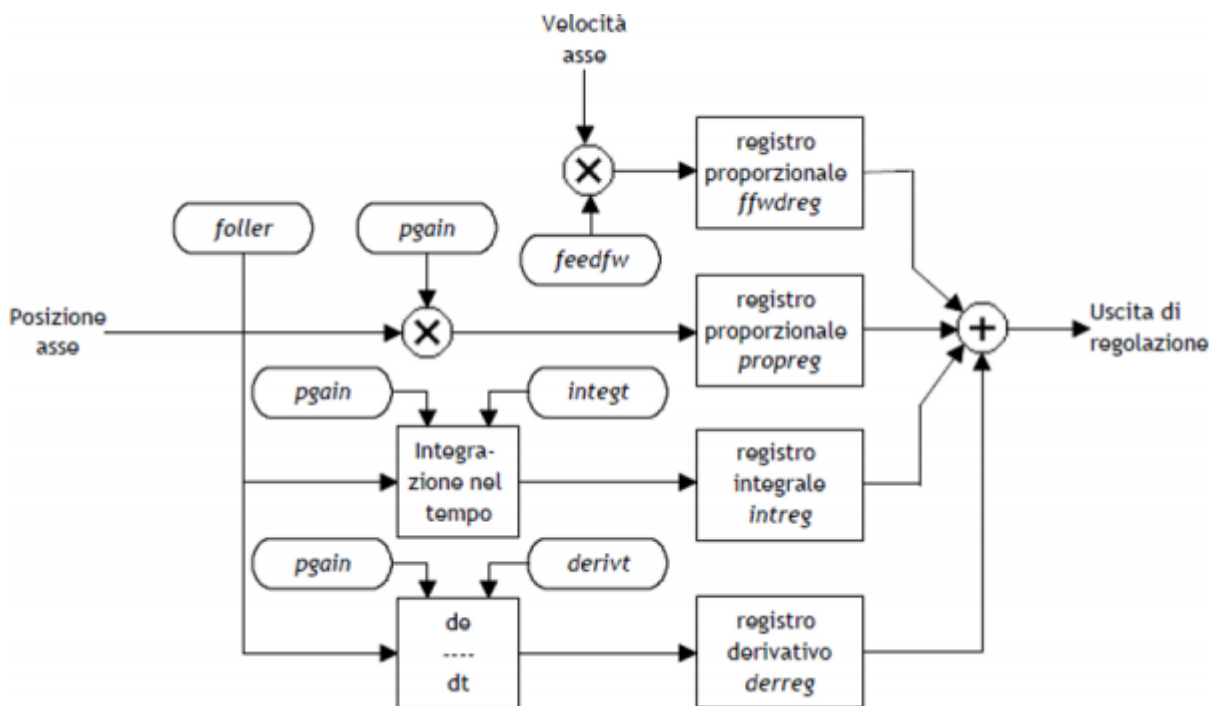 Velocità
asse
registro
proporzionale
ffwdreg
foller
pgain
feedfw
Posizione
asse
registro
proporzionale
propreg
Uscita di
regolazione
pgain
integt
Integra-
zione nel
tempo
registro
integrale
intreg
pgain
derivt
de
----
dt
registro
derivativo
derreg